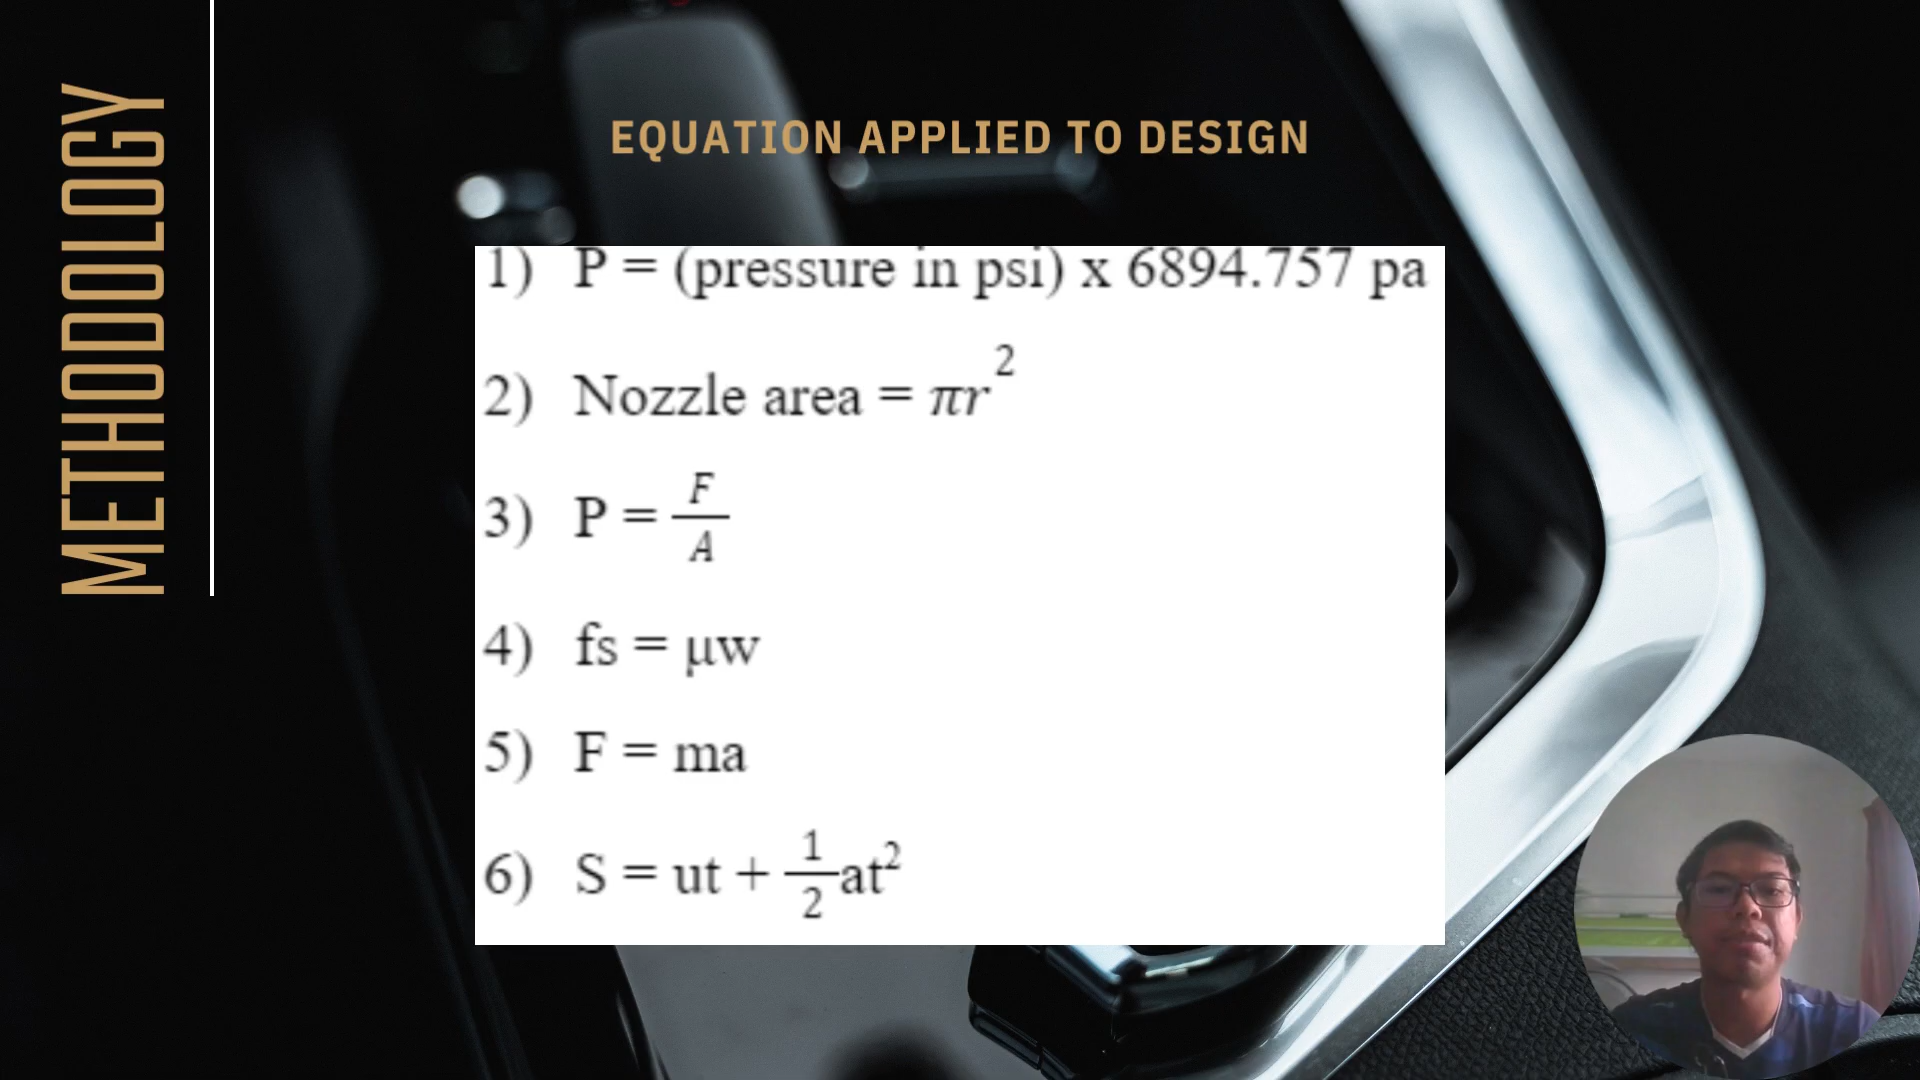 METHODOLOGY
EQUATION APPLIED TO DESIGN
1) P = (pressure in psi) x 6894.757 pa
2) Nozzle area = πr²
3) P = F/A
4) fs = μw
5) F = ma
6) S = ut + 1/2at²